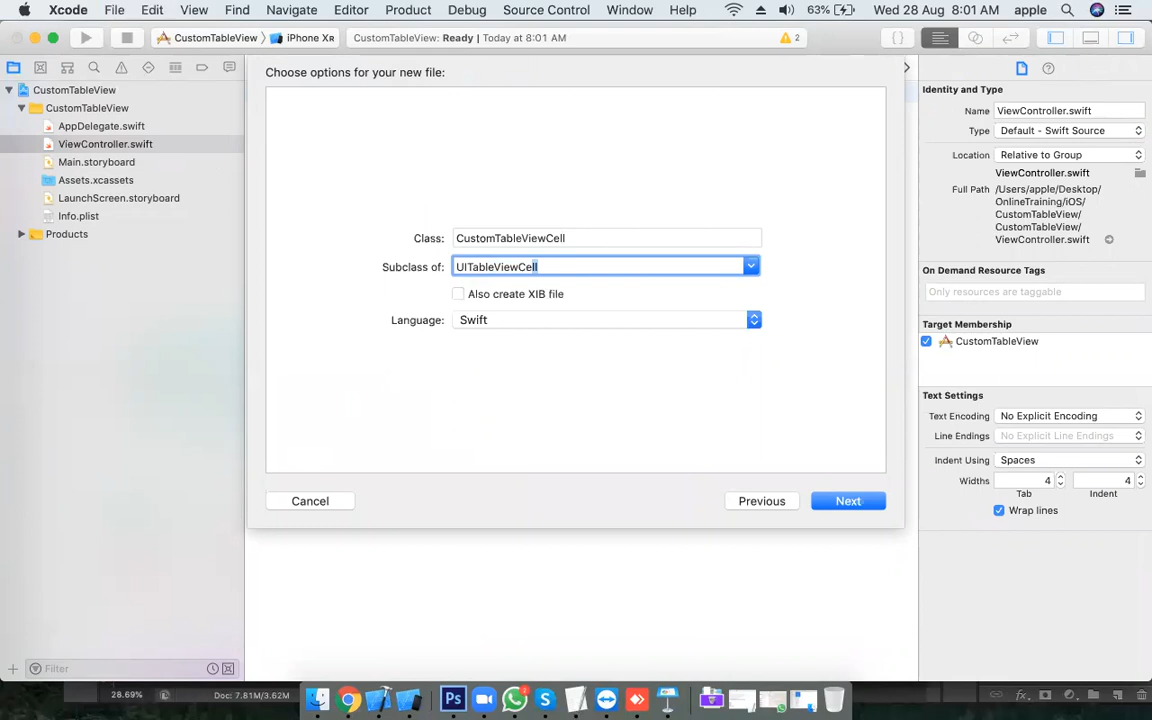 Xcode File Edit View Find Navigate Editor Product Debug Source Control Window Help 63% Wed 28 Aug 8:01 AM apple
CustomTableView iPhone XR CustomTableView: Ready | Today at 8:01 AM 2
Choose options for your new file:
CustomTableView
CustomTableView
AppDelegate.swift
ViewController.swift
Main.storyboard
Assets.xcassets
LaunchScreen.storyboard
Info.plist
Products
Class: CustomTableViewCell
Subclass of: UITableViewCell
Also create XIB file
Language: Swift
Cancel Previous Next
Identity and Type
Name ViewController.swift
Type Default - Swift Source
Location Relative to Group
ViewController.swift
Full Path /Users/apple/Desktop/
OnlineTraining/iOS/
CustomTableView/
CustomTableView/
ViewController.swift
On Demand Resource Tags
Only resources are taggable
Target Membership
CustomTableView
Text Settings
Text Encoding No Explicit Encoding
Line Endings No Explicit Line Endings
Indent Using Spaces
Widths 4 4
Tab Indent
Wrap lines
Filter
28.69% Doc: 7.81M/3.62M
Ps
fx